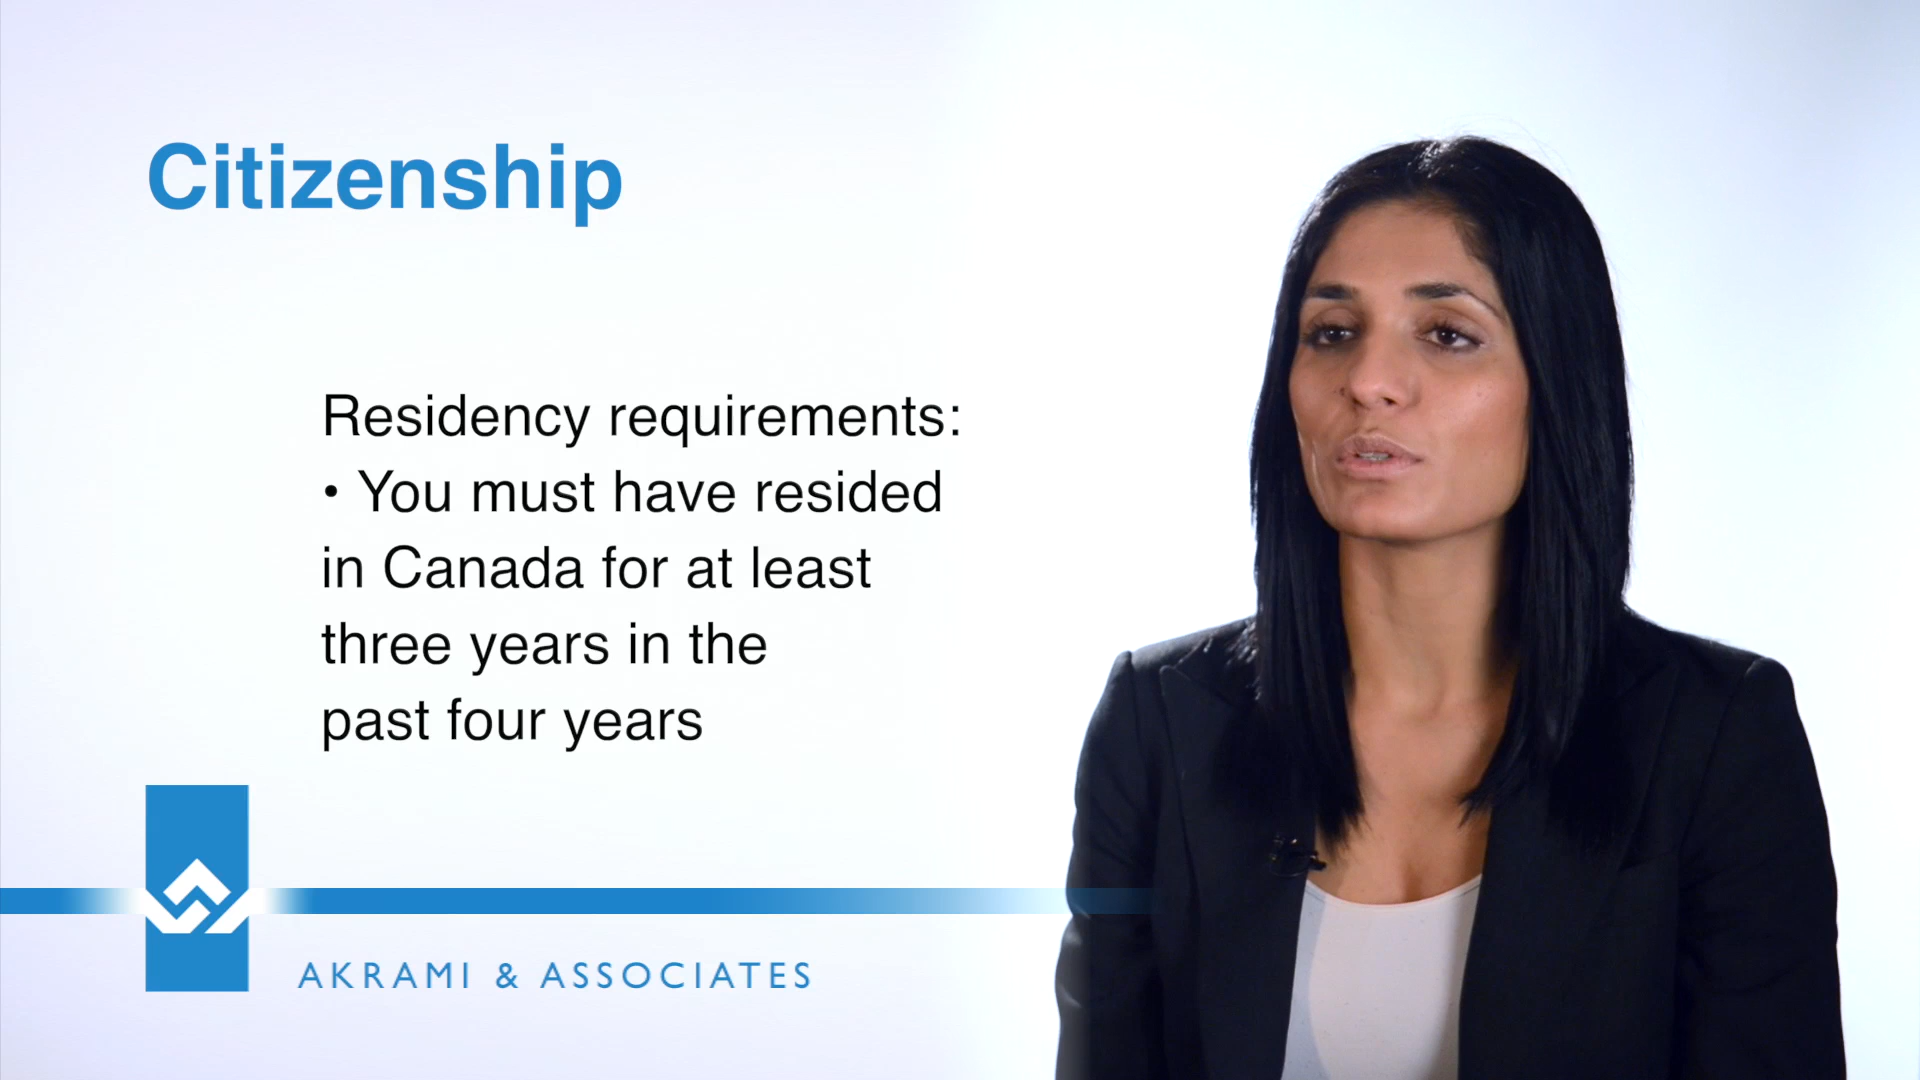 Citizenship
Residency requirements:
• You must have resided
in Canada for at least
three years in the
past four years
AKRAMI & ASSOCIATES